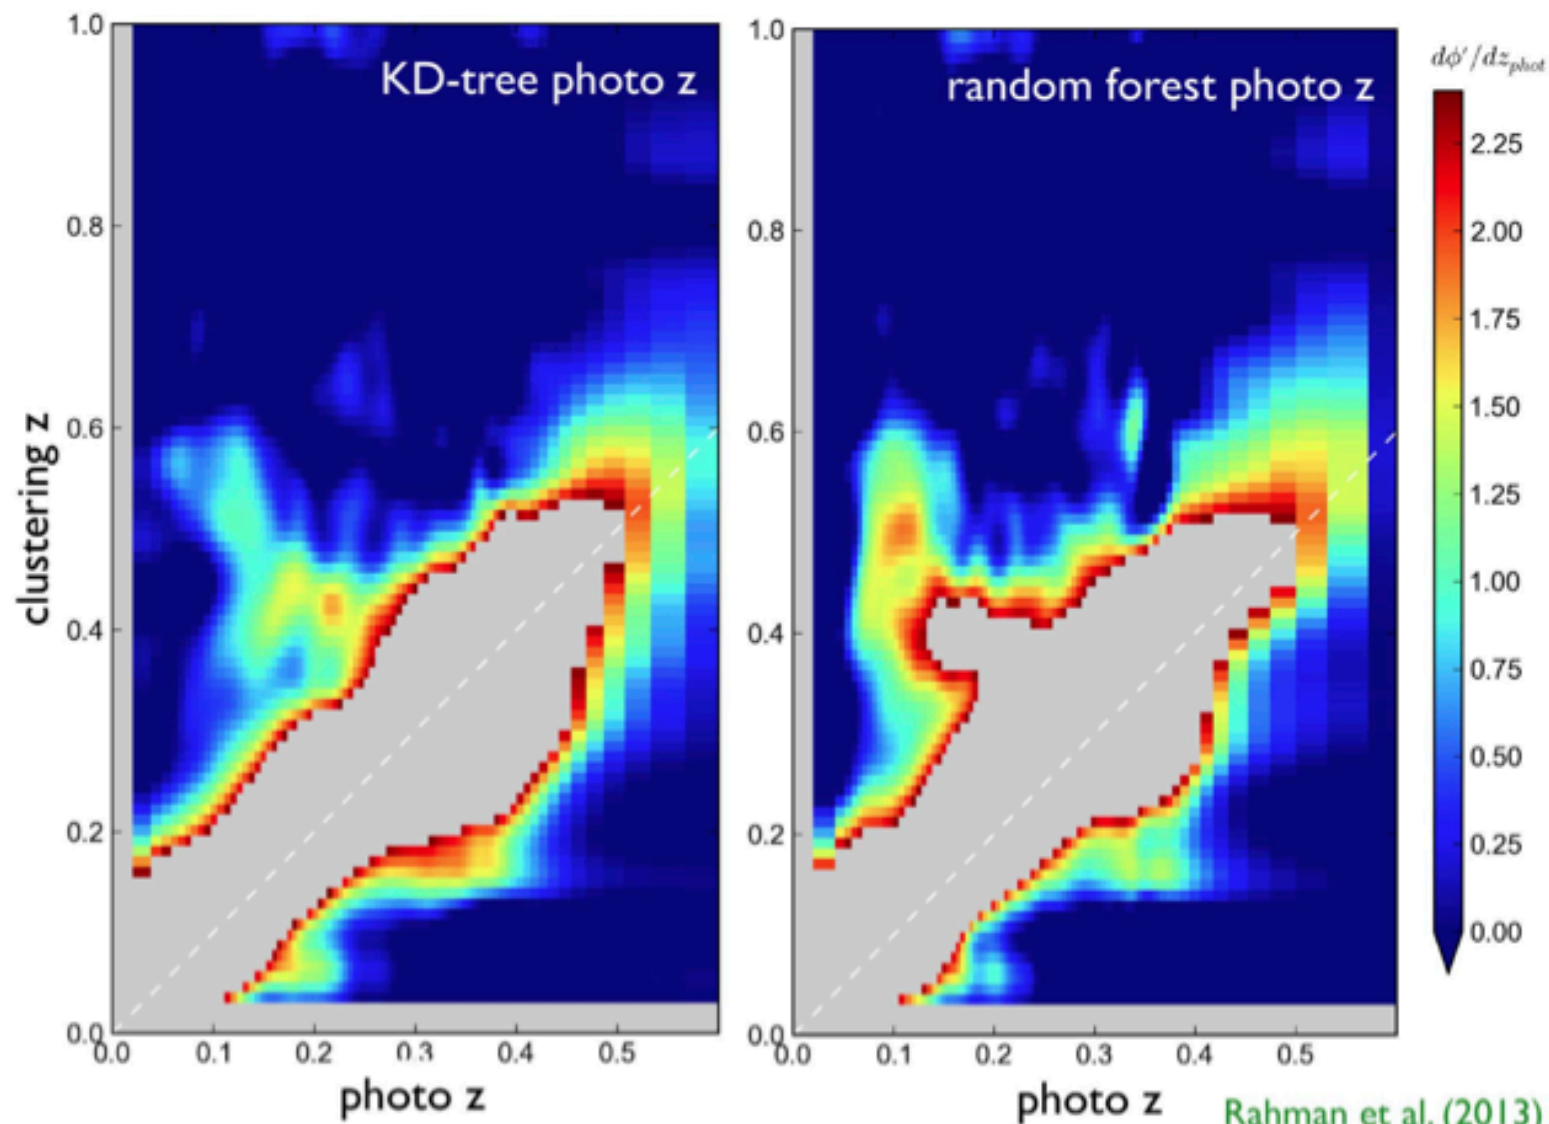 KD-tree photo z
random forest photo z
dϕ'/dz_phot
clustering z
1.0
0.8
0.6
0.4
0.2
0.0
0.0 0.1 0.2 0.3 0.4 0.5
photo z
1.0
0.8
0.6
0.4
0.2
0.0
0.0 0.1 0.2 0.3 0.4 0.5
photo z
2.25
2.00
1.75
1.50
1.25
1.00
0.75
0.50
0.25
0.00
Rahman et al. (2013)